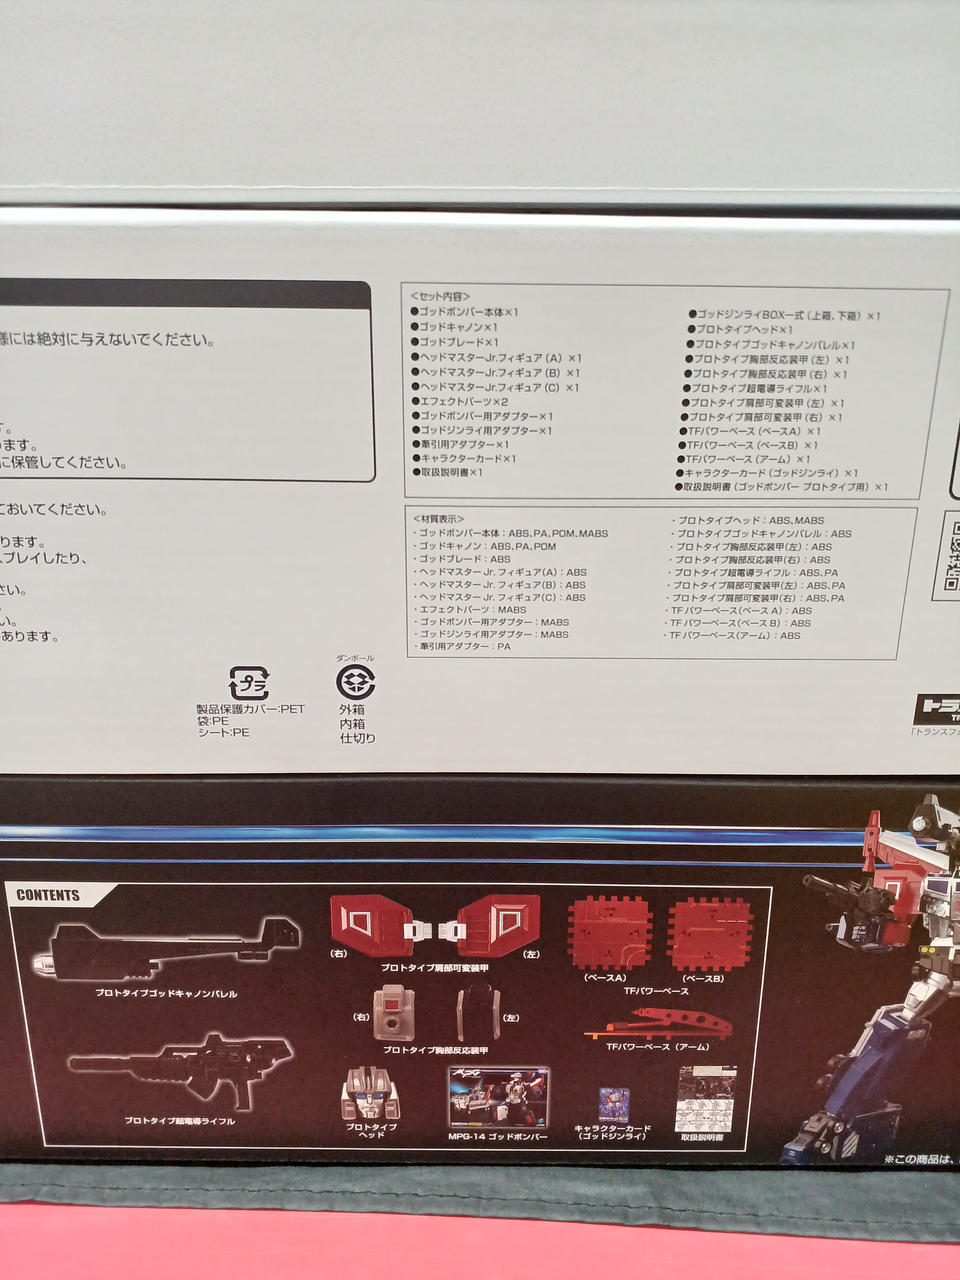 様には絶対に与えないでください。
す。
ます。
に保管してください。
ておいてください。
ります。
プレイしたり、
さい。
い。
あります。
<セット内容>
●ゴッドボンバー本体×1
●ゴッドキャノン×1
●ゴッドブレード×1
●ヘッドマスターJr.フィギュア(A) ×1
●ヘッドマスターJr.フィギュア(B) ×1
●ヘッドマスターJr.フィギュア(C) ×1
●エフェクトパーツ×2
●ゴッドボンバー用アダプター×1
●ゴッドジンライ用アダプター×1
●牽引用アダプター×1
●キャラクターカード×1
●取扱説明書×1
●ゴッドジンライBOX一式(上箱、下箱) ×1
●プロトタイプヘッド×1
●プロトタイプゴッドキャノンバレル×1
●プロトタイプ胸部反応装甲(左) ×1
●プロトタイプ胸部反応装甲(右) ×1
●プロトタイプ超電導ライフル×1
●プロトタイプ肩部可変装甲(左) ×1
●プロトタイプ肩部可変装甲(右) ×1
●TFパワーベース(ベースA) ×1
●TFパワーベース(ベースB) ×1
●TFパワーベース(アーム) ×1
●キャラクターカード(ゴッドジンライ) ×1
●取扱説明書(ゴッドボンバー プロトタイプ用) ×1
<材質表示>
・ゴッドボンバー本体:ABS,PA,POM,MABS
・ゴッドキャノン:ABS,PA,POM
・ゴッドブレード:ABS
・ヘッドマスターJr.フィギュア(A):ABS
・ヘッドマスターJr.フィギュア(B):ABS
・ヘッドマスターJr.フィギュア(C):ABS
・エフェクトパーツ:MABS
・ゴッドボンバー用アダプター:MABS
・ゴッドジンライ用アダプター:MABS
・牽引用アダプター:PA
・プロトタイプヘッド:ABS,MABS
・プロトタイプゴッドキャノンバレル:ABS
・プロトタイプ胸部反応装甲(左):ABS
・プロトタイプ胸部反応装甲(右):ABS
・プロトタイプ超電導ライフル:ABS,PA
・プロトタイプ肩部可変装甲(左):ABS,PA
・プロトタイプ肩部可変装甲(右):ABS,PA
・TFパワーベース(ベースA):ABS
・TFパワーベース(ベースB):ABS
・TFパワーベース(アーム):ABS
プラ
製品保護カバー:PET
袋:PE
シート:PE
ダンボール
外箱
内箱
仕切り
トラ
「トランスフォ
CONTENTS
プロトタイプゴッドキャノンバレル
(右)
(左)
プロトタイプ肩部可変装甲
(ベースA)
(ベースB)
TFパワーベース
(右)
(左)
プロトタイプ胸部反応装甲
TFパワーベース(アーム)
プロトタイプ超電導ライフル
プロトタイプ
ヘッド
MPG
MPG-14 ゴッドボンバー
キャラクターカード
(ゴッドジンライ)
取扱説明書
※この商品は、